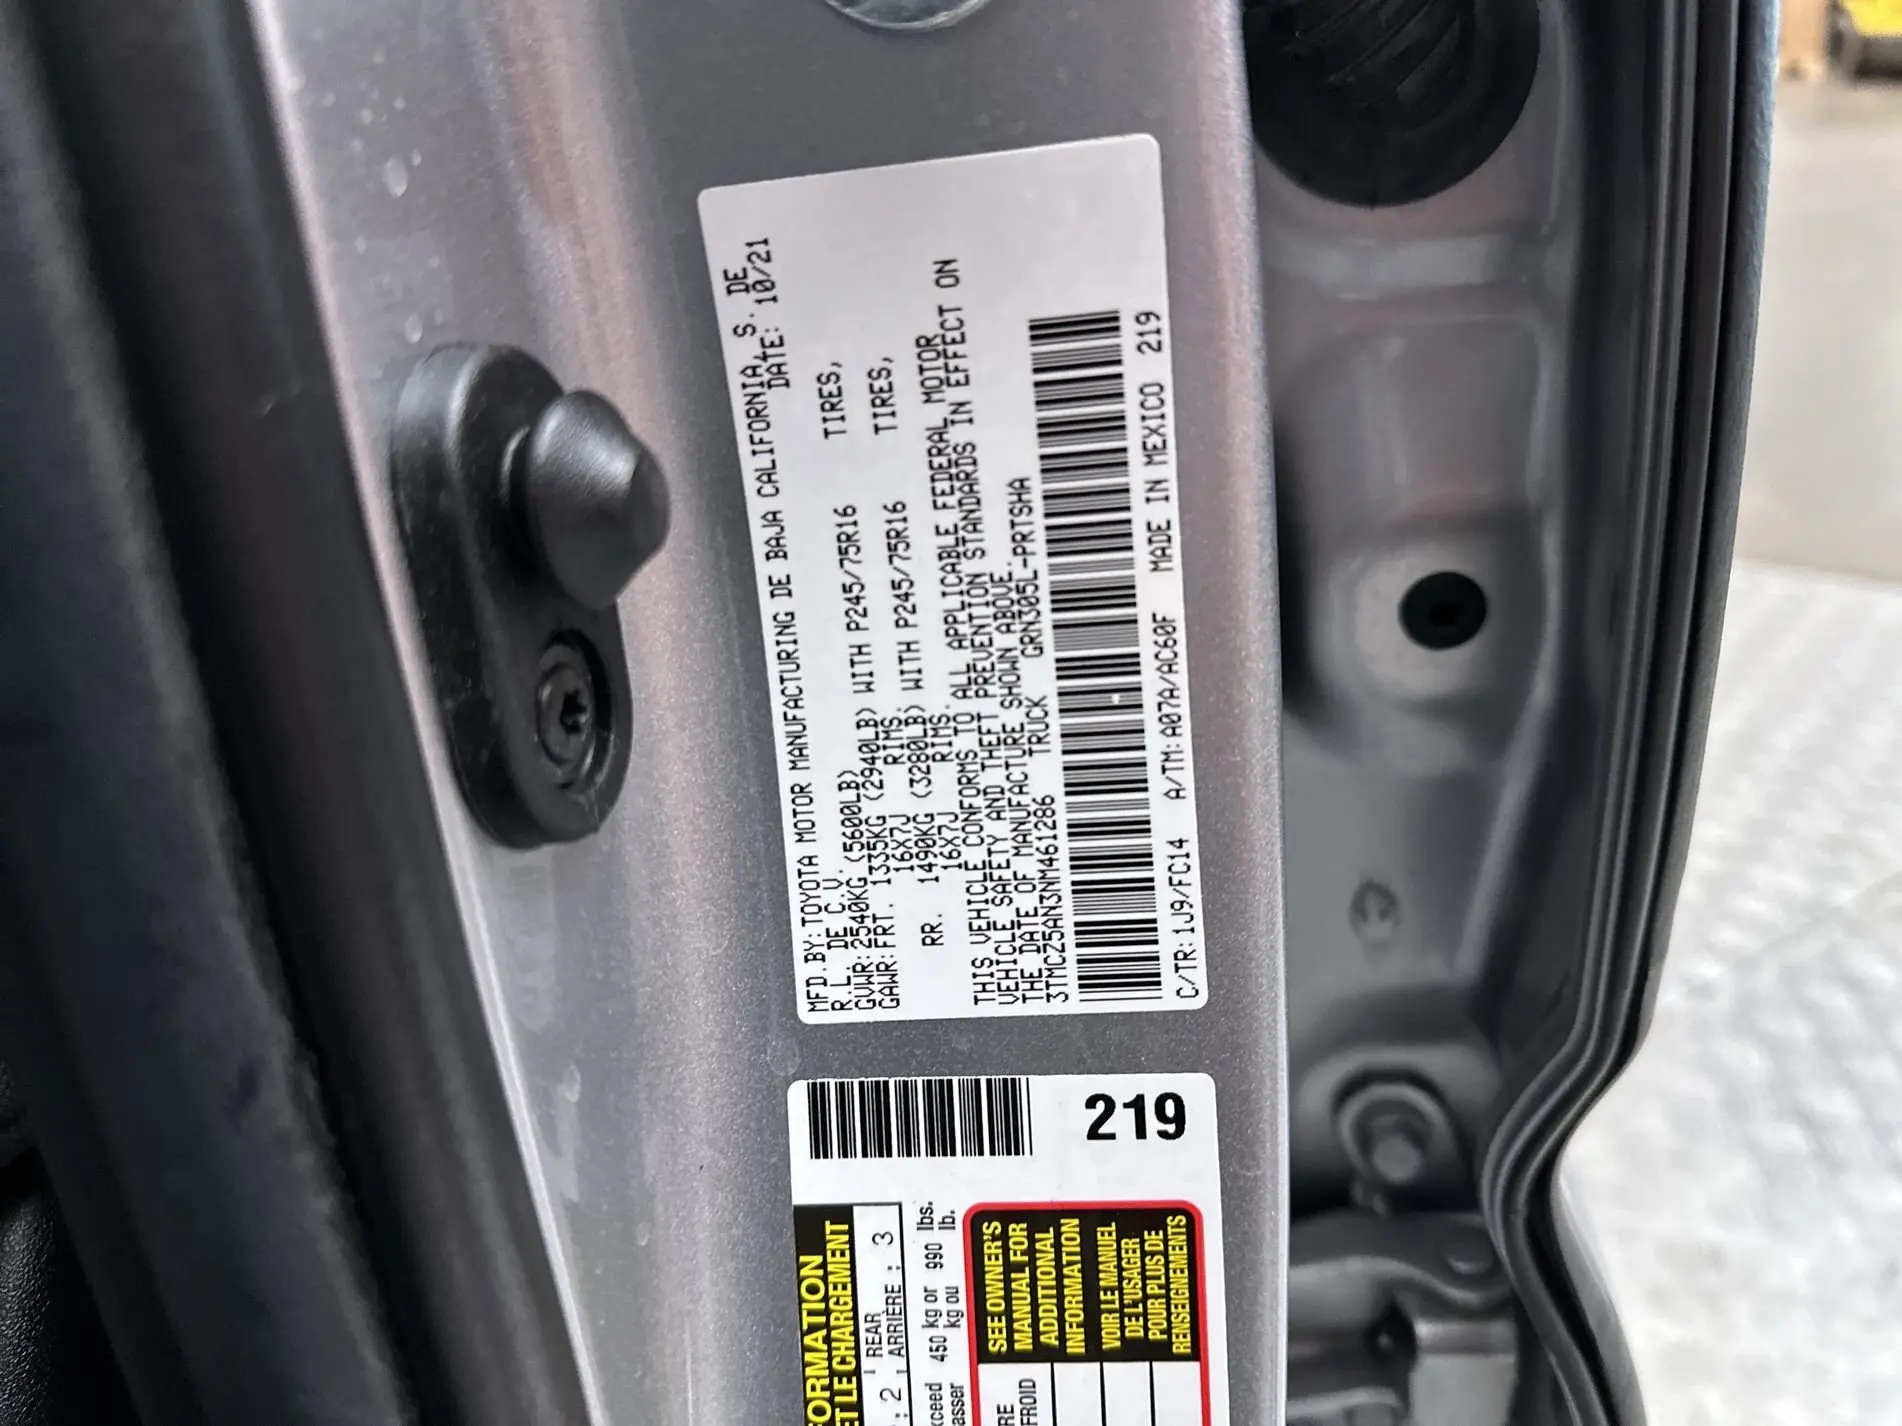 MFD.BY:TOYOTA MOTOR MANUFACTURING DE BAJA CALIFORNIA, S. DE
R.L. DE C.V. DATE: 10/21
GVWR:2540KG (5600LB)
GAWR:FRT. 1335KG (2940LB) WITH P245/75R16 TIRES,
16X7J RIMS.
RR. 1490KG (3280LB) WITH P245/75R16 TIRES,
16X7J RIMS.
THIS VEHICLE CONFORMS TO ALL APPLICABLE FEDERAL MOTOR
VEHICLE SAFETY AND THEFT PREVENTION STANDARDS IN EFFECT ON
THE DATE OF MANUFACTURE SHOWN ABOVE.
3TMCZ5AN3NM461286 TRUCK GRN305L-PRTSHA
C/TR:1J9/FC14 A/TM:A07A/AC60F MADE IN MEXICO 219
219
ORMATION
ET LE CHARGEMENT
2 REAR
ARRIÈRE : 3
xceed 450 kg or 990 lbs.
asser kg ou lb.
SEE OWNER'S
MANUAL FOR
ADDITIONAL
INFORMATION
VOIR LE MANUEL
DE L'USAGER
POUR PLUS DE
RENSEIGNEMENTS
RE
FROID